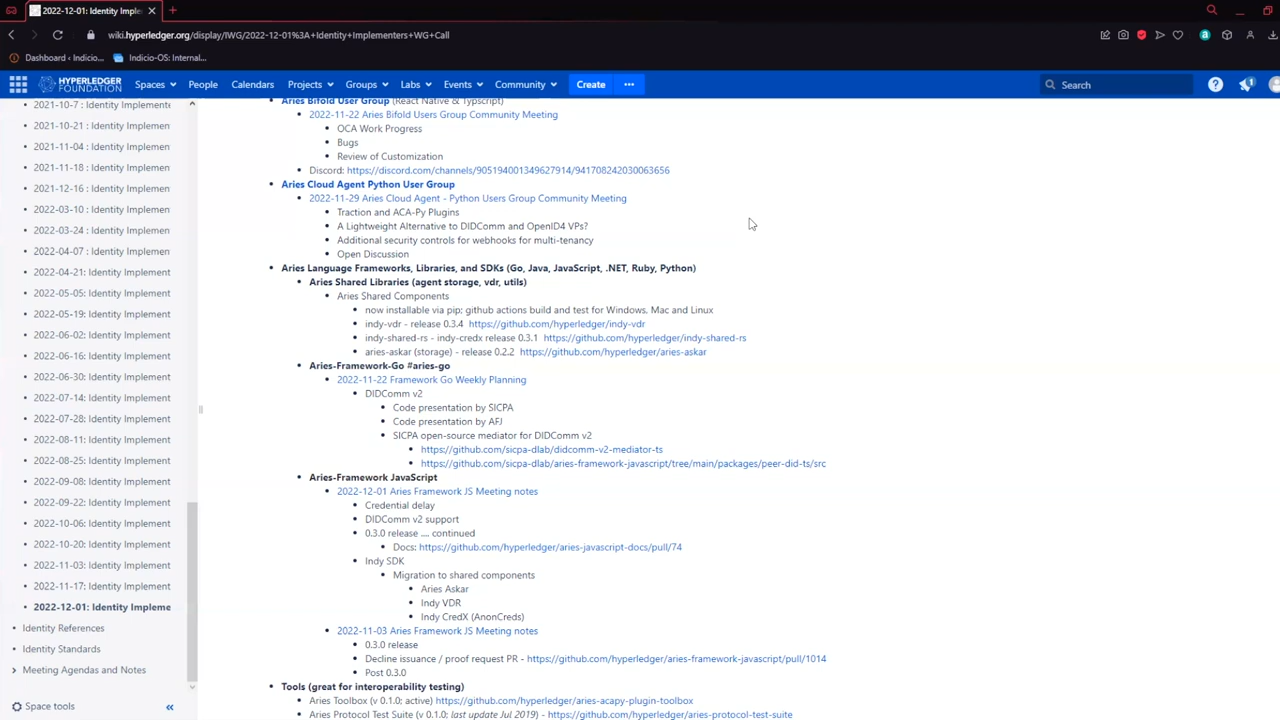 2022-12-01: Identity Imple
wiki.hyperledger.org/display/IWG/2022-12-01%3A+Identity+Implementers+WG+Call
Dashboard ‹ Indicio...
Indicio-OS: Internal...
HYPERLEDGER FOUNDATION
Spaces
People
Calendars
Projects
Groups
Labs
Events
Community
Create
Search
1
2021-10-7 : Identity Implemente
2021-10-21 : Identity Implemen
2021-11-04 : Identity Implemen
2021-11-18 : Identity Implemen
2021-12-16 : Identity Implemen
2022-03-10 : Identity Implemen
2022-03-24 : Identity Implemen
2022-04-07 : Identity Implemen
2022-04-21: Identity Implement
2022-05-05: Identity Implement
2022-05-19: Identity Implement
2022-06-02: Identity Implement
2022-06-16: Identity Implement
2022-06-30: Identity Implement
2022-07-14: Identity Implement
2022-07-28: Identity Implement
2022-08-11: Identity Implement
2022-08-25: Identity Implement
2022-09-08: Identity Implement
2022-09-22: Identity Implement
2022-10-06: Identity Implement
2022-10-20: Identity Implement
2022-11-03: Identity Implement
2022-11-17: Identity Implement
2022-12-01: Identity Impleme
Identity References
Identity Standards
Meeting Agendas and Notes
Space tools
Aries Bifold User Group (React Native & Typscript)
2022-11-22 Aries Bifold Users Group Community Meeting
OCA Work Progress
Bugs
Review of Customization
Discord: https://discord.com/channels/905194001349627914/941708242030063656
Aries Cloud Agent Python User Group
2022-11-29 Aries Cloud Agent - Python Users Group Community Meeting
Traction and ACA-Py Plugins
A Lightweight Alternative to DIDComm and OpenID4 VPs?
Additional security controls for webhooks for multi-tenancy
Open Discussion
Aries Language Frameworks, Libraries, and SDKs (Go, Java, JavaScript, .NET, Ruby, Python)
Aries Shared Libraries (agent storage, vdr, utils)
Aries Shared Components
now installable via pip: github actions build and test for Windows. Mac and Linux
indy-vdr - release 0.3.4 https://github.com/hyperledger/indy-vdr
indy-shared-rs - indy-credx release 0.3.1 https://github.com/hyperledger/indy-shared-rs
aries-askar (storage) - release 0.2.2 https://github.com/hyperledger/aries-askar
Aries-Framework-Go #aries-go
2022-11-22 Framework Go Weekly Planning
DIDComm v2
Code presentation by SICPA
Code presentation by AFJ
SICPA open-source mediator for DIDComm v2
https://github.com/sicpa-dlab/didcomm-v2-mediator-ts
https://github.com/sicpa-dlab/aries-framework-javascript/tree/main/packages/peer-did-ts/src
Aries-Framework JavaScript
2022-12-01 Aries Framework JS Meeting notes
Credential delay
DIDComm v2 support
0.3.0 release .... continued
Docs: https://github.com/hyperledger/aries-javascript-docs/pull/74
Indy SDK
Migration to shared components
Aries Askar
Indy VDR
Indy CredX (AnonCreds)
2022-11-03 Aries Framework JS Meeting notes
0.3.0 release
Decline issuance / proof request PR - https://github.com/hyperledger/aries-framework-javascript/pull/1014
Post 0.3.0
Tools (great for interoperability testing)
Aries Toolbox (v 0.1.0; active) https://github.com/hyperledger/aries-acapy-plugin-toolbox
Aries Protocol Test Suite (v 0.1.0; last update Jul 2019) - https://github.com/hyperledger/aries-protocol-test-suite